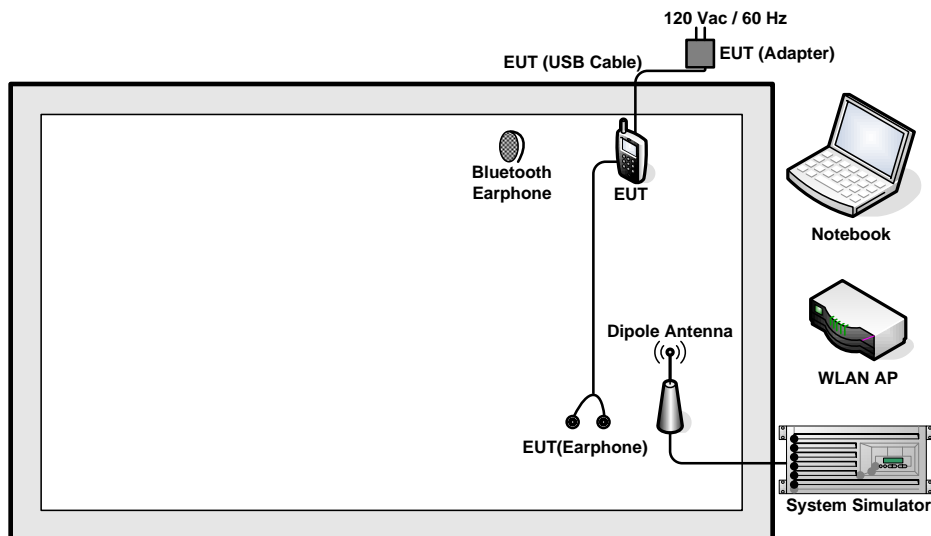 120 Vac / 60 Hz
EUT (Adapter)
EUT (USB Cable)
Bluetooth
Earphone
EUT
Notebook
Dipole Antenna
WLAN AP
EUT(Earphone)
System Simulator